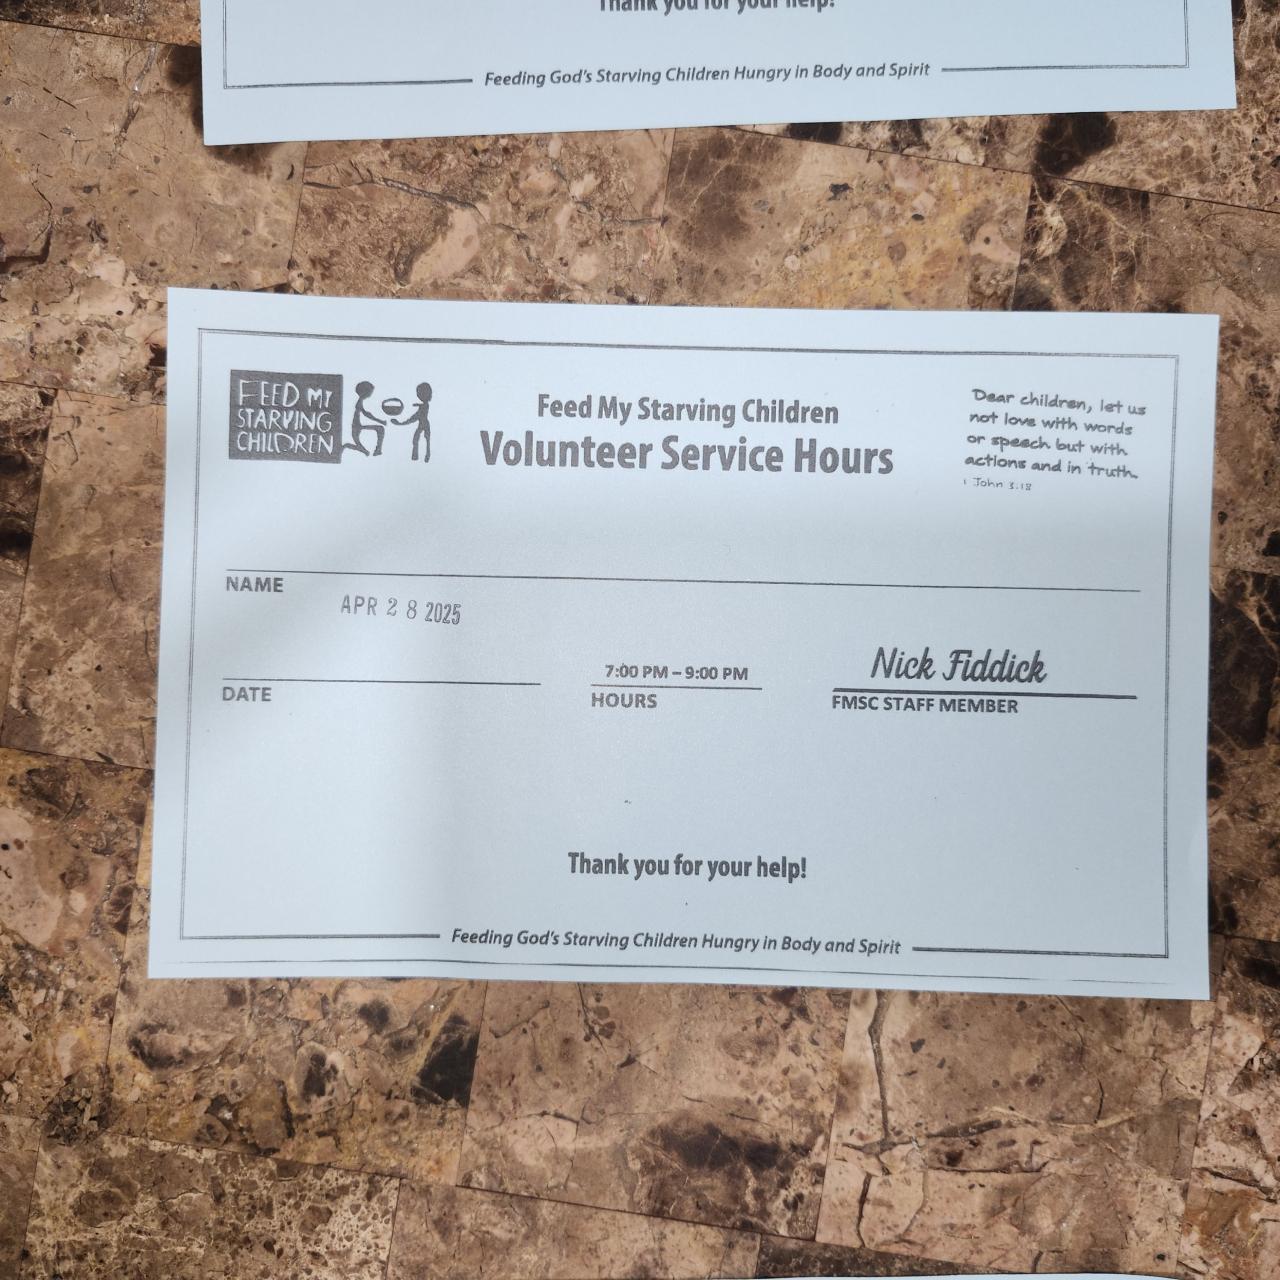 Thank you for your help!
Feeding God's Starving Children Hungry in Body and Spirit
FEED MY
STARVING
CHILDREN
Feed My Starving Children
Volunteer Service Hours
Dear children, let us
not love with words
or speech but with
actions and in truth.
1 John 3:18
NAME
APR 28 2025
DATE
7:00 PM – 9:00 PM
HOURS
Nick Fiddick
FMSC STAFF MEMBER
Thank you for your help!
Feeding God's Starving Children Hungry in Body and Spirit